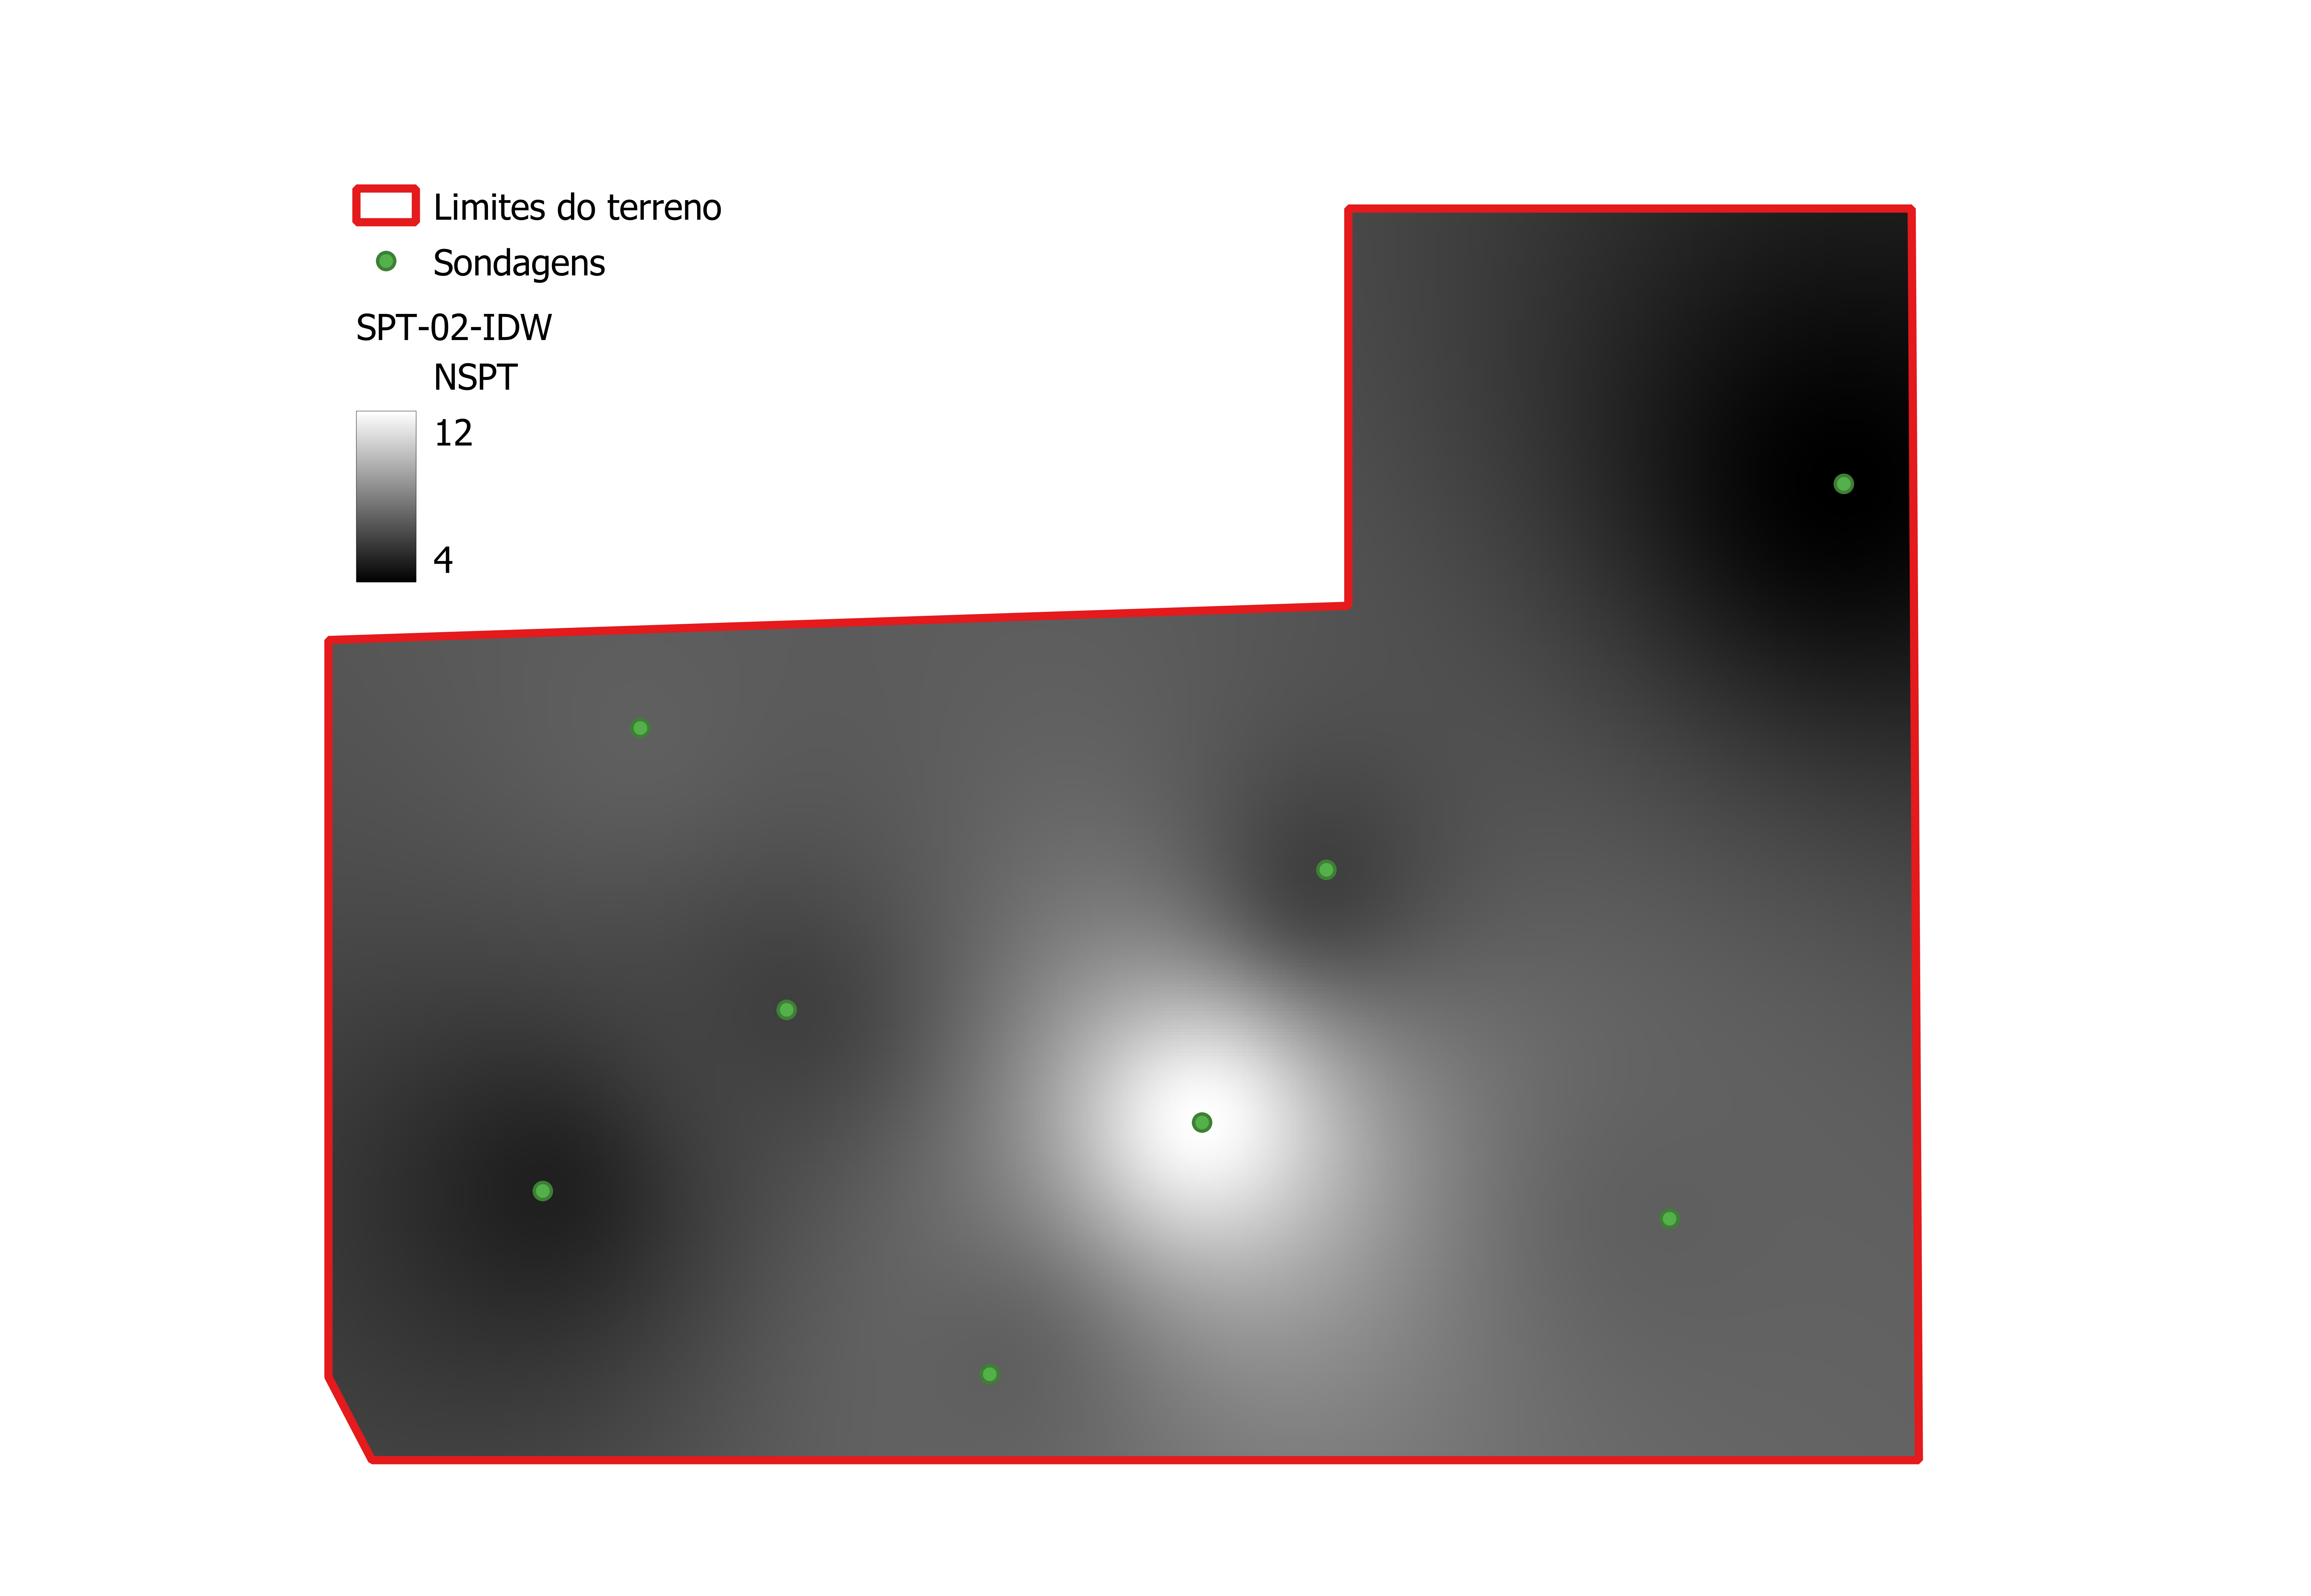 Limites do terreno
Sondagens
SPT-02-IDW
NSPT
12
4